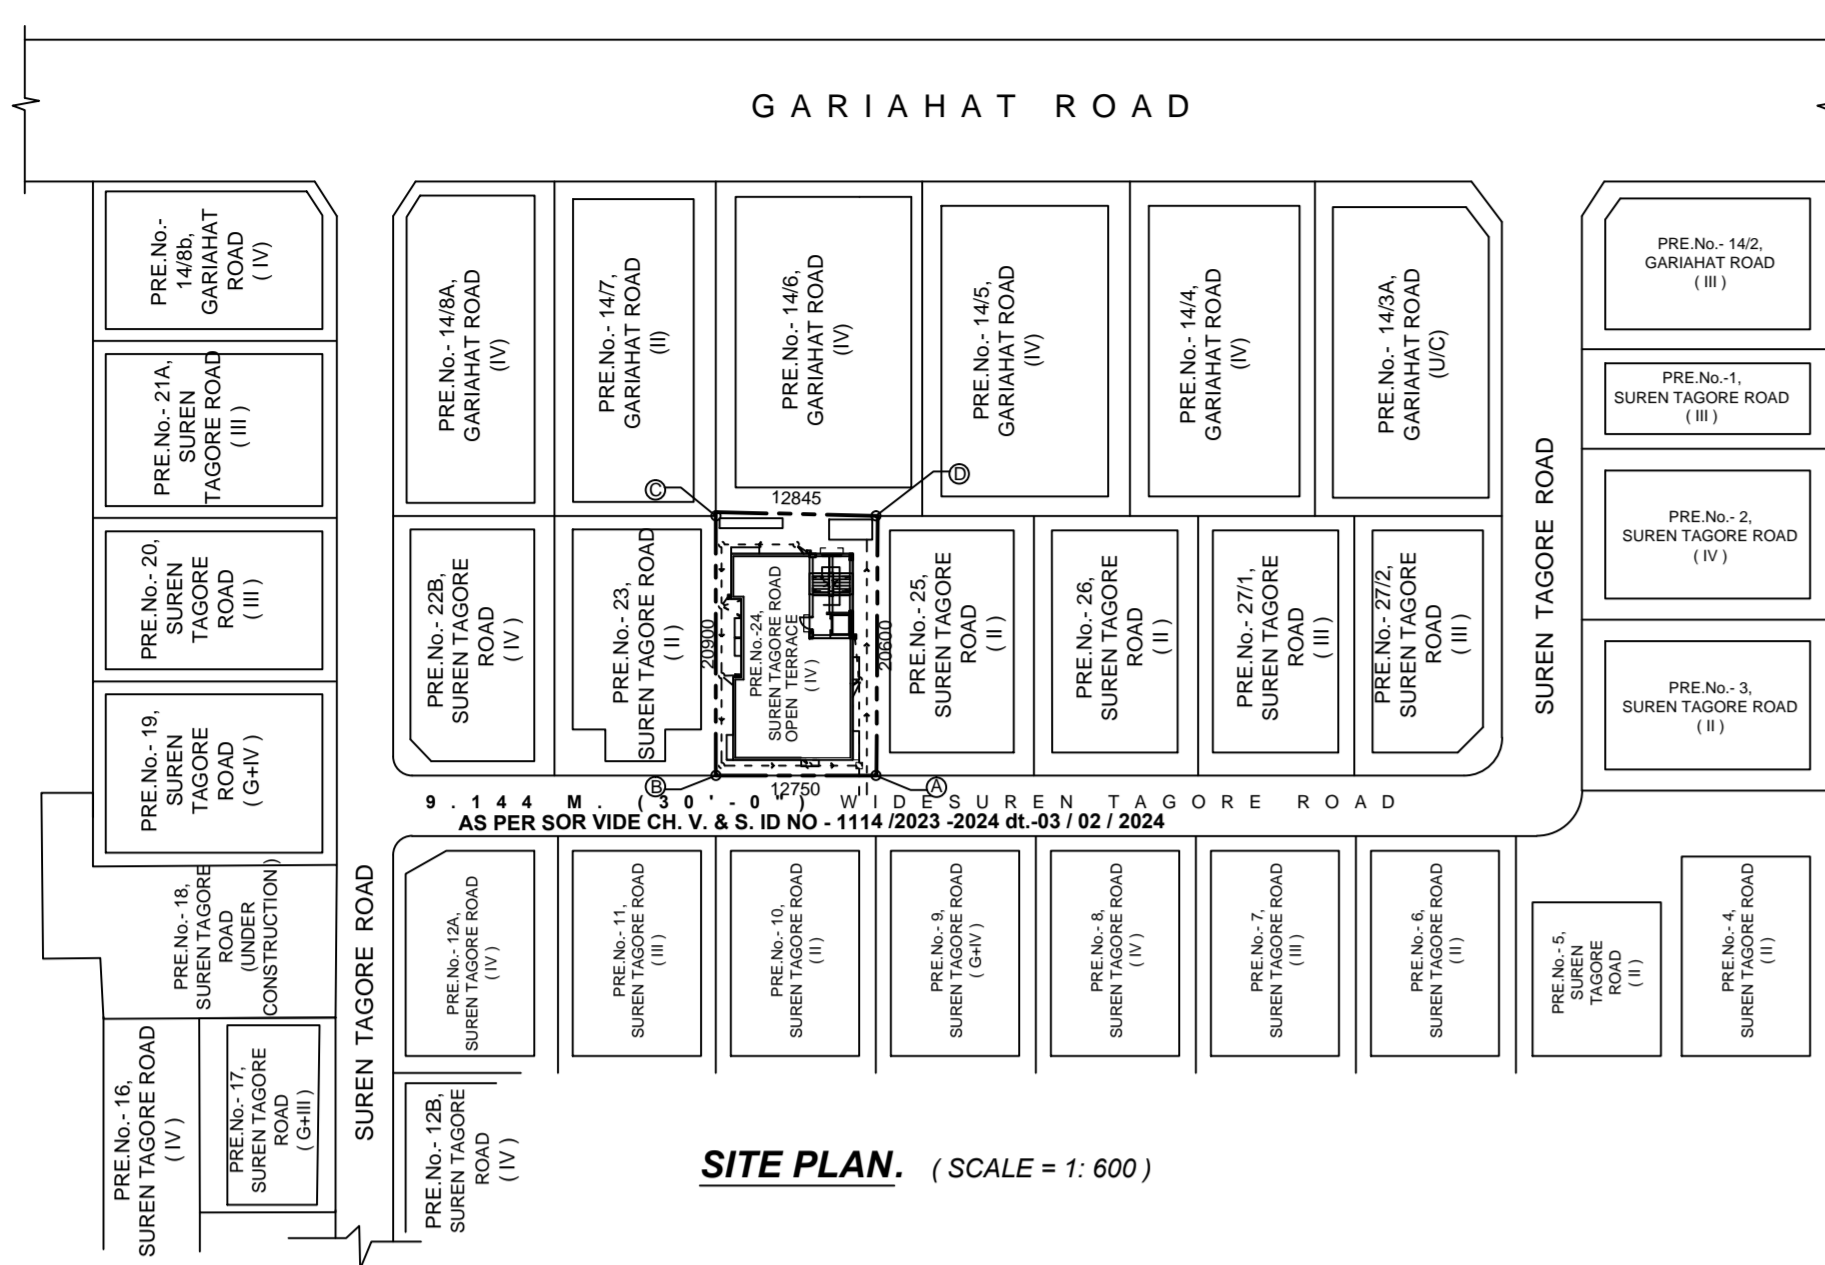 GARIAHAT ROAD
PRE.No.-
14/8b,
GARIAHAT
ROAD
( IV)
PRE.No.- 14/8A,
GARIAHAT ROAD
(IV)
PRE.No.- 14/7,
GARIAHAT ROAD
(II)
PRE.No.- 14/6,
GARIAHAT ROAD
(IV)
PRE.No.- 14/5,
GARIAHAT ROAD
(IV)
PRE.No.- 14/4,
GARIAHAT ROAD
(IV)
PRE.No.- 14/3A,
GARIAHAT ROAD
(U/C)
PRE.No.- 14/2,
GARIAHAT ROAD
( III )
PRE.No.- 21A,
SUREN
TAGORE ROAD
( III )
PRE.No.-1,
SUREN TAGORE ROAD
( III )
C
D
12845
PRE.No.- 20,
SUREN
TAGORE
ROAD
( III )
PRE.No.- 22B,
SUREN TAGORE
ROAD
( IV )
PRE.No.- 23,
SUREN TAGORE ROAD
( II )
20900
PRE.No.-24,
SUREN TAGORE ROAD
OPEN TERRACE
( IV )
20600
PRE.No.- 25,
SUREN TAGORE
ROAD
( II )
PRE.No.- 26,
SUREN TAGORE
ROAD
( II )
PRE.No.- 27/1,
SUREN TAGORE
ROAD
( III )
PRE.No.- 27/2,
SUREN TAGORE
ROAD
( III )
SUREN TAGORE ROAD
PRE.No.- 2,
SUREN TAGORE ROAD
( IV )
PRE.No.- 3,
SUREN TAGORE ROAD
( II )
PRE.No.- 19,
SUREN
TAGORE
ROAD
( G+IV)
B
A
12750
9.144 M. (30'-0") WIDE SUREN TAGORE ROAD
AS PER SOR VIDE CH. V. & S. ID NO - 1114 /2023 -2024 dt.-03 / 02 / 2024
PRE.No.- 18,
SUREN TAGORE
ROAD
(UNDER
CONSTRUCTION)
SUREN TAGORE ROAD
PRE.No.- 12A,
SUREN TAGORE ROAD
( IV )
PRE.No.- 11,
SUREN TAGORE ROAD
( III )
PRE.No.- 10,
SUREN TAGORE ROAD
( II )
PRE.No.- 9,
SUREN TAGORE ROAD
( G+IV)
PRE.No.- 8,
SUREN TAGORE ROAD
( IV )
PRE.No.- 7,
SUREN TAGORE ROAD
( III )
PRE.No.- 6,
SUREN TAGORE ROAD
( II )
PRE.No.- 5,
SUREN
TAGORE
ROAD
( II )
PRE.No.- 4,
SUREN TAGORE ROAD
( II )
PRE.No.- 16,
SUREN TAGORE ROAD
( IV )
PRE.No.- 17,
SUREN TAGORE
ROAD
( G+III )
PRE.No.- 12B,
SUREN TAGORE
ROAD
( IV )
SITE PLAN. ( SCALE = 1: 600 )